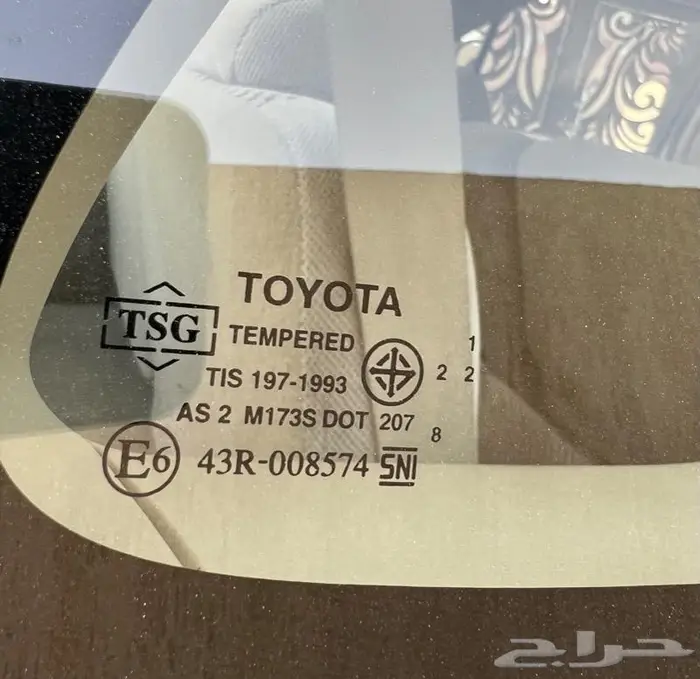 TOYOTA
TSG TEMPERED
1
TIS 197-1993
2 2
AS 2 M173S DOT 207
8
E6 43R-008574 SNI
حراج